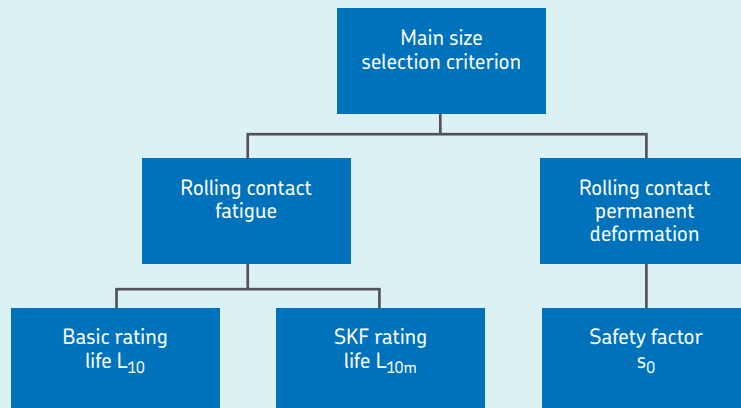 Main size
selection criterion
Rolling contact
fatigue
Rolling contact
permanent
deformation
Basic rating
life L₁₀
SKF rating
life L₁₀ₘ
Safety factor
s₀